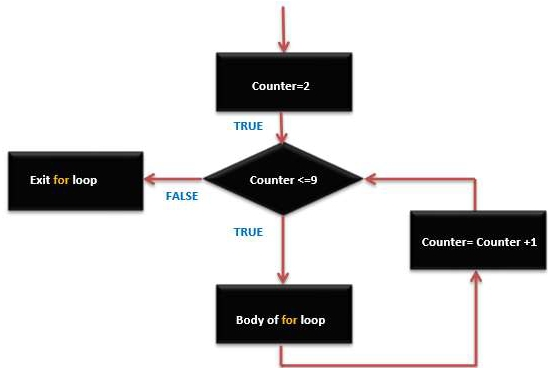 Counter=2
TRUE
Counter <=9
FALSE
Exit for loop
TRUE
Counter= Counter +1
Body of for loop